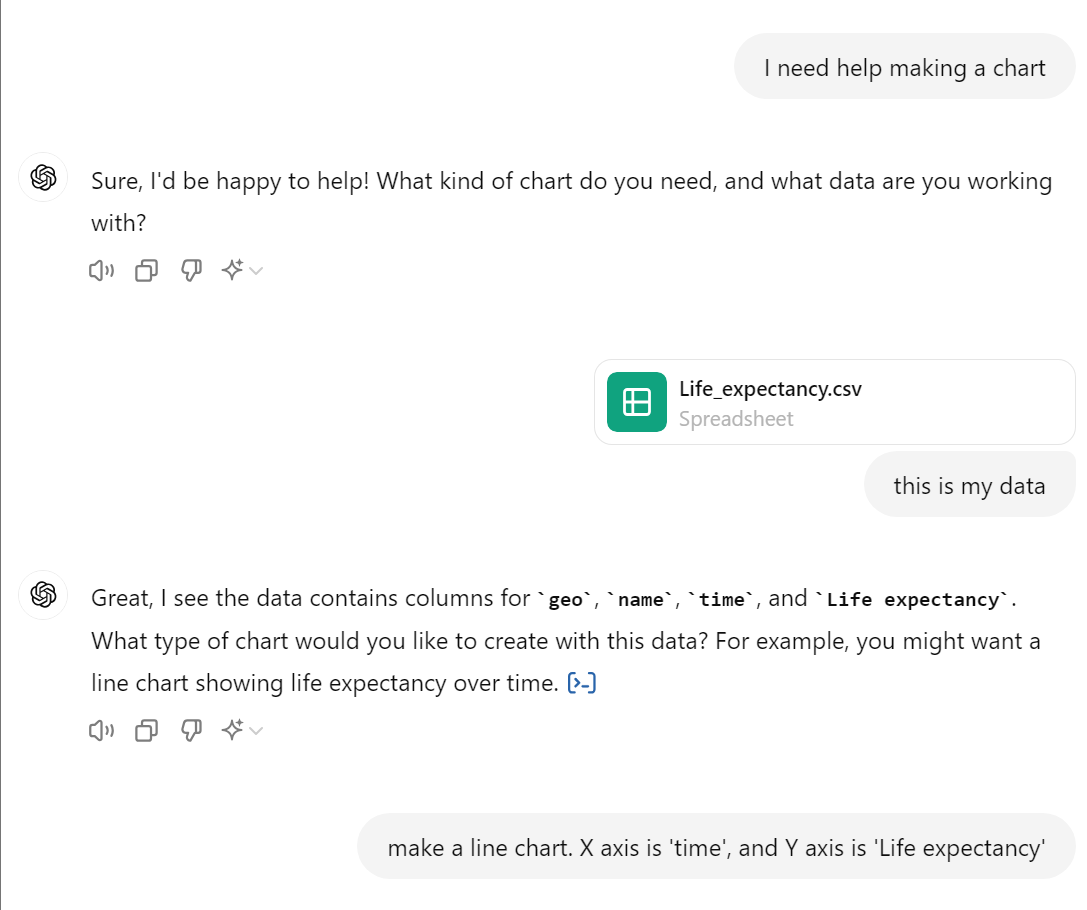 I need help making a chart
Sure, I'd be happy to help! What kind of chart do you need, and what data are you working
with?
Life_expectancy.csv
Spreadsheet
this is my data
Great, I see the data contains columns for `geo`, `name`, `time`, and `Life expectancy`.
What type of chart would you like to create with this data? For example, you might want a
line chart showing life expectancy over time. [>-]
make a line chart. X axis is 'time', and Y axis is 'Life expectancy'